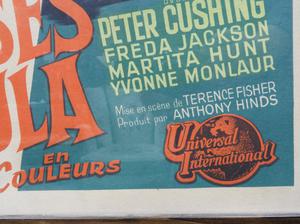 PETER CUSHING
FREDA JACKSON
MARTITA HUNT
YVONNE MONLAUR
Mise en scène de TERENCE FISHER
Produit par ANTHONY HINDS
EN
COULEURS
Universal
International